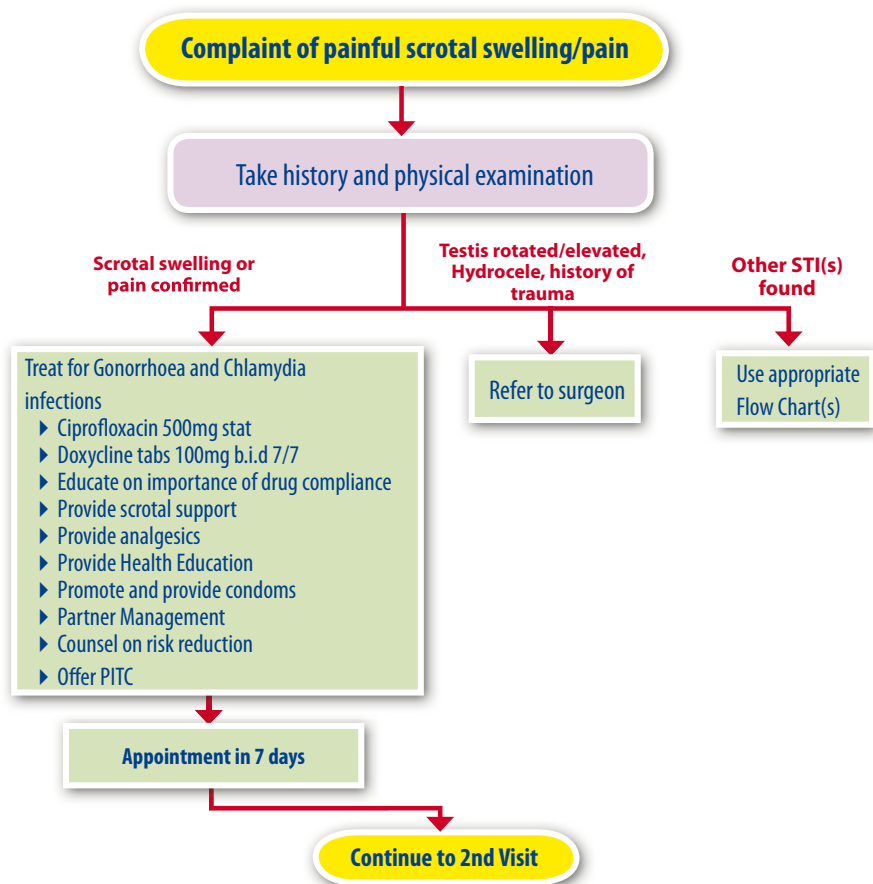 Complaint of painful scrotal swelling/pain
Take history and physical examination
Scrotal swelling or
pain confirmed
Testis rotated/elevated,
Hydrocele, history of
trauma
Other STI(s)
found
Treat for Gonorrhoea and Chlamydia
infections
Ciprofloxacin 500mg stat
Doxycline tabs 100mg b.i.d 7/7
Educate on importance of drug compliance
Provide scrotal support
Provide analgesics
Provide Health Education
Promote and provide condoms
Partner Management
Counsel on risk reduction
Offer PITC
Refer to surgeon
Use appropriate
Flow Chart(s)
Appointment in 7 days
Continue to 2nd Visit